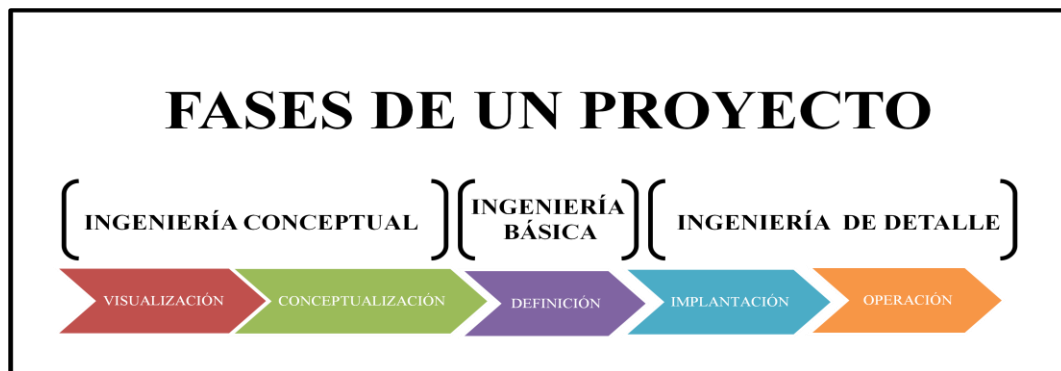 FASES DE UN PROYECTO
INGENIERÍA CONCEPTUAL
INGENIERÍA
BÁSICA
INGENIERÍA DE DETALLE
VISUALIZACIÓN
CONCEPTUALIZACIÓN
DEFINICIÓN
IMPLANTACIÓN
OPERACIÓN